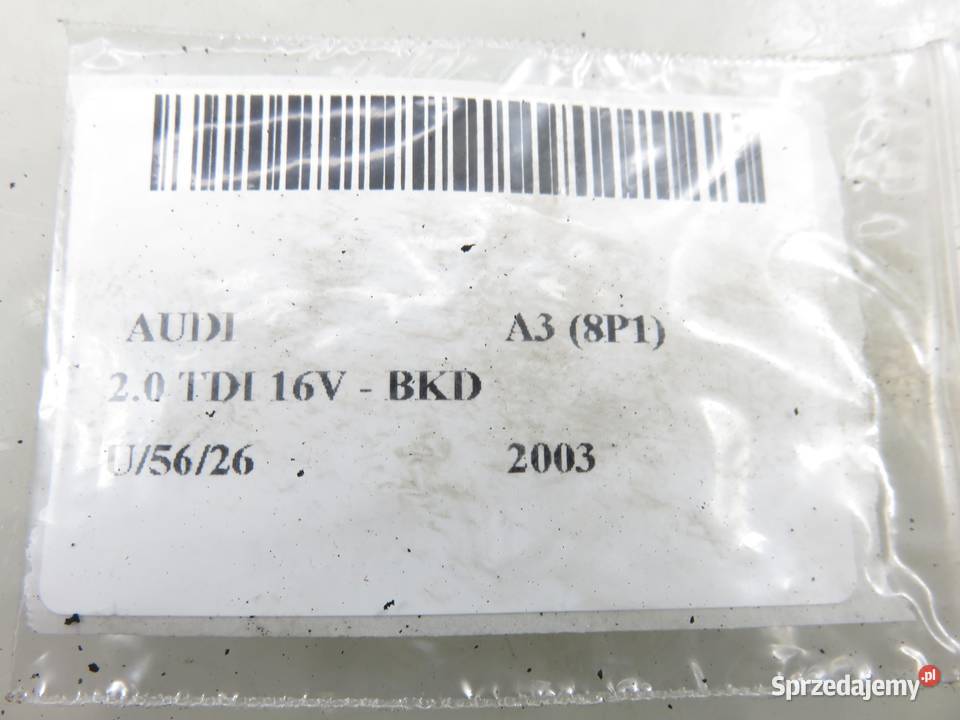 AUDI A3 (8P1)
2.0 TDI 16V - BKD
U/56/26 2003
Sprzedajemy.pl